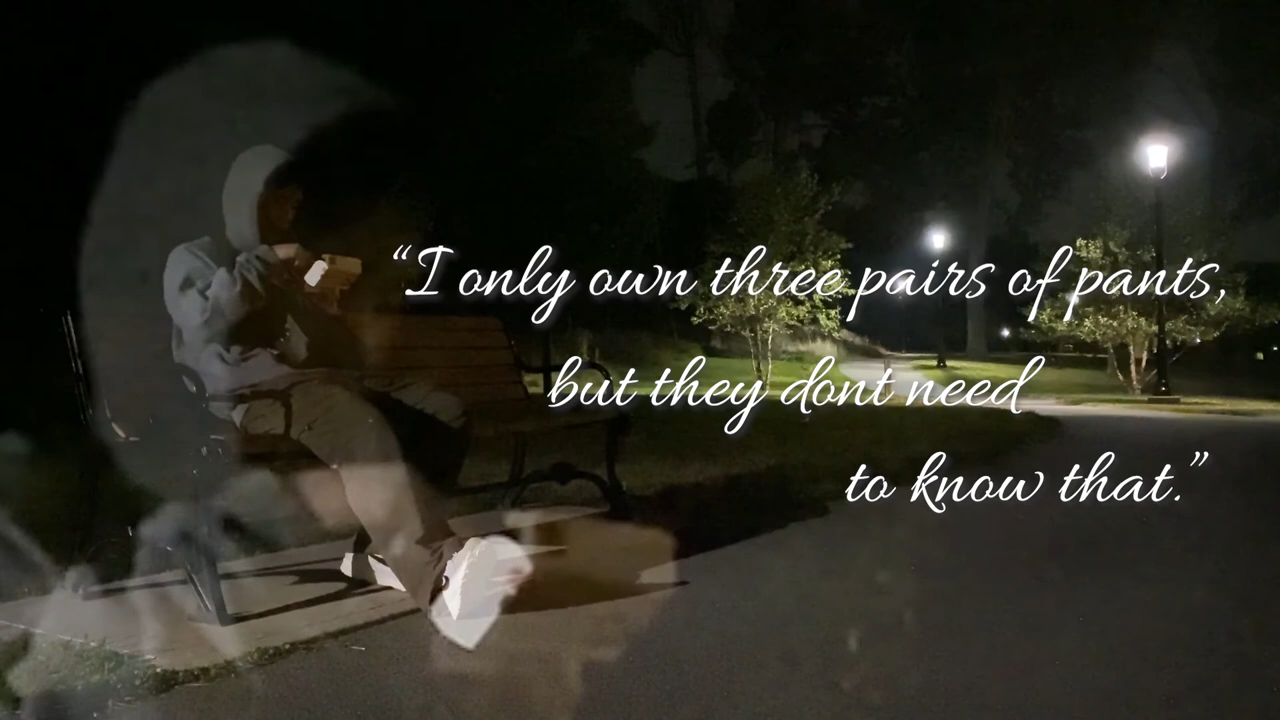 “I only own three pairs of pants,
but they dont need
to know that.”